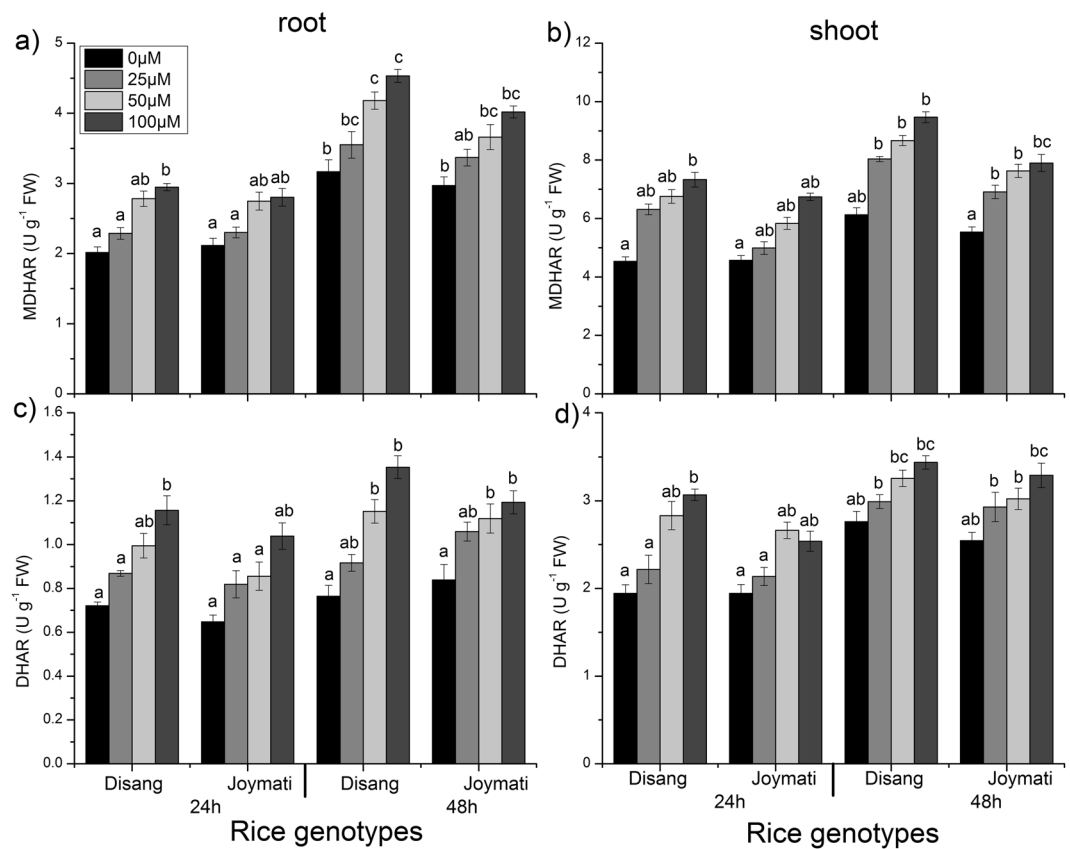 root
shoot
a)
0µM
25µM
50µM
100µM
MDHAR (U g⁻¹ FW)
5
4
3
2
1
0
a a ab b
a a ab ab
b bc c c
b ab bc bc
b)
MDHAR (U g⁻¹ FW)
12
10
8
6
4
2
0
a ab ab b
a ab ab ab
a b b b
a b b bc
c)
DHAR (U g⁻¹ FW)
1.6
1.4
1.2
1.0
0.8
0.6
0.4
0.2
0.0
a a ab b
a a a ab
a ab b b
a ab b b
Disang Joymati Disang Joymati
24h 48h
Rice genotypes
d)
DHAR (U g⁻¹ FW)
4
3
2
1
0
a a ab b
a a ab ab
ab b bc bc
ab b b bc
Disang Joymati Disang Joymati
24h 48h
Rice genotypes